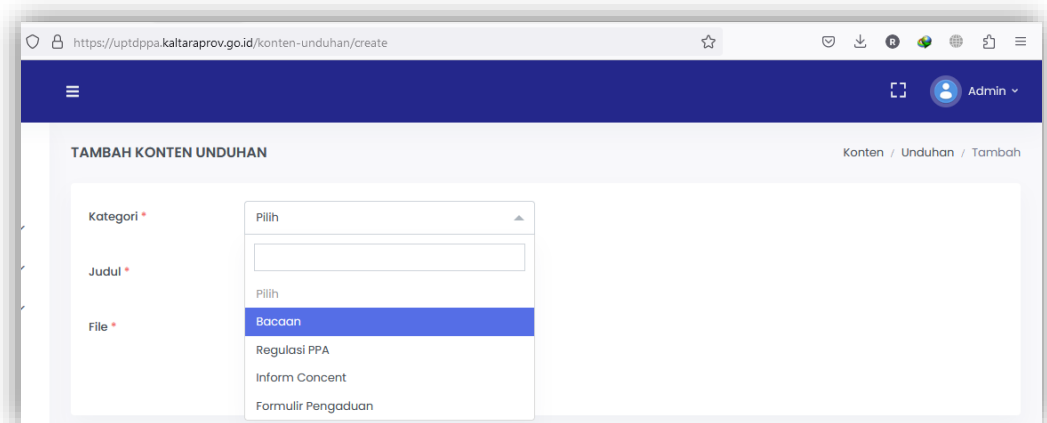 https://uptdppa.kaltaraprov.go.id/konten-unduhan/create
R
Admin
TAMBAH KONTEN UNDUHAN
Konten / Unduhan / Tambah
Kategori *
Pilih
Judul *
Pilih
File *
Bacaan
Regulasi PPA
Inform Concent
Formulir Pengaduan